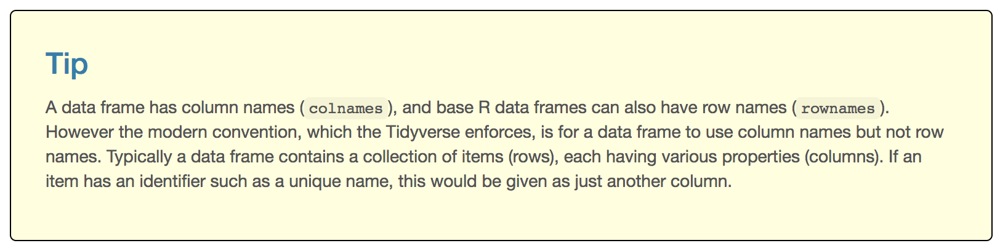 Tip
A data frame has column names (colnames), and base R data frames can also have row names (rownames).
However the modern convention, which the Tidyverse enforces, is for a data frame to use column names but not row
names. Typically a data frame contains a collection of items (rows), each having various properties (columns). If an
item has an identifier such as a unique name, this would be given as just another column.